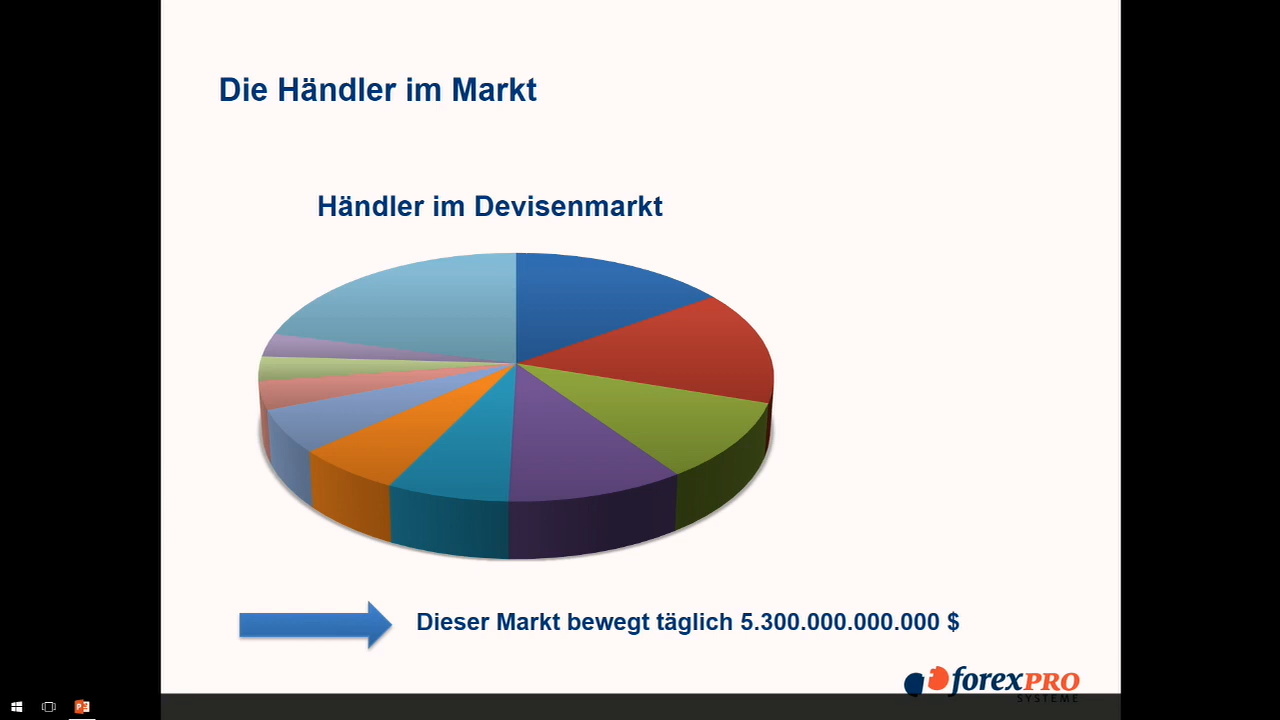 Die Händler im Markt
Händler im Devisenmarkt
Dieser Markt bewegt täglich 5.300.000.000.000 $
forexPRO
SYSTEME